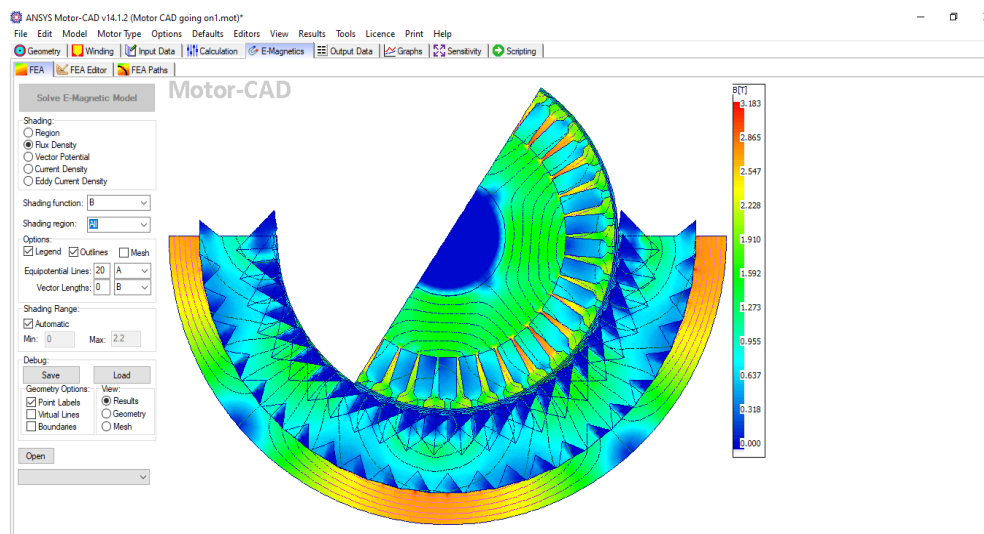 ANSYS Motor-CAD v14.1.2 (Motor CAD going on1.mot)*
File Edit Model Motor Type Options Defaults Editors View Results Tools Licence Print Help
Geometry Winding Input Data Calculation E-Magnetics Output Data Graphs Sensitivity Scripting
FEA FEA Editor FEA Paths
Motor-CAD
Solve E-Magnetic Model
Shading:
Region
Flux Density
Vector Potential
Current Density
Eddy Current Density
Shading function: B
Shading region: All
Options:
Legend Outlines Mesh
Equipotential Lines: 20 A
Vector Lengths: 0 B
Shading Range:
Automatic
Min: 0 Max: 2.2
Debug:
Save Load
Geometry Options: View:
Point Labels Results
Virtual Lines Geometry
Boundaries Mesh
Open
B[T]
3.183
2.865
2.547
2.228
1.910
1.592
1.273
0.955
0.637
0.318
0.000